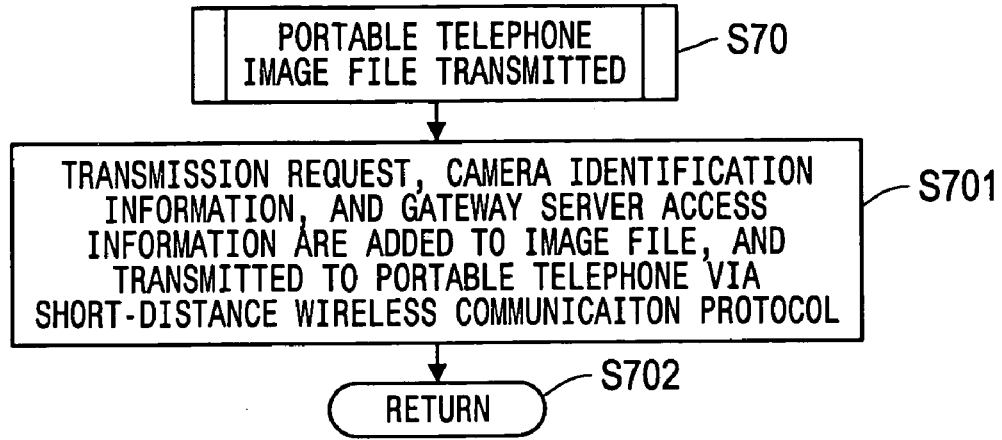 PORTABLE TELEPHONE
IMAGE FILE TRANSMITTED
S70
TRANSMISSION REQUEST, CAMERA IDENTIFICATION
INFORMATION, AND GATEWAY SERVER ACCESS
INFORMATION ARE ADDED TO IMAGE FILE, AND
TRANSMITTED TO PORTABLE TELEPHONE VIA
SHORT-DISTANCE WIRELESS COMMUNICAITON PROTOCOL
S701
RETURN
S702